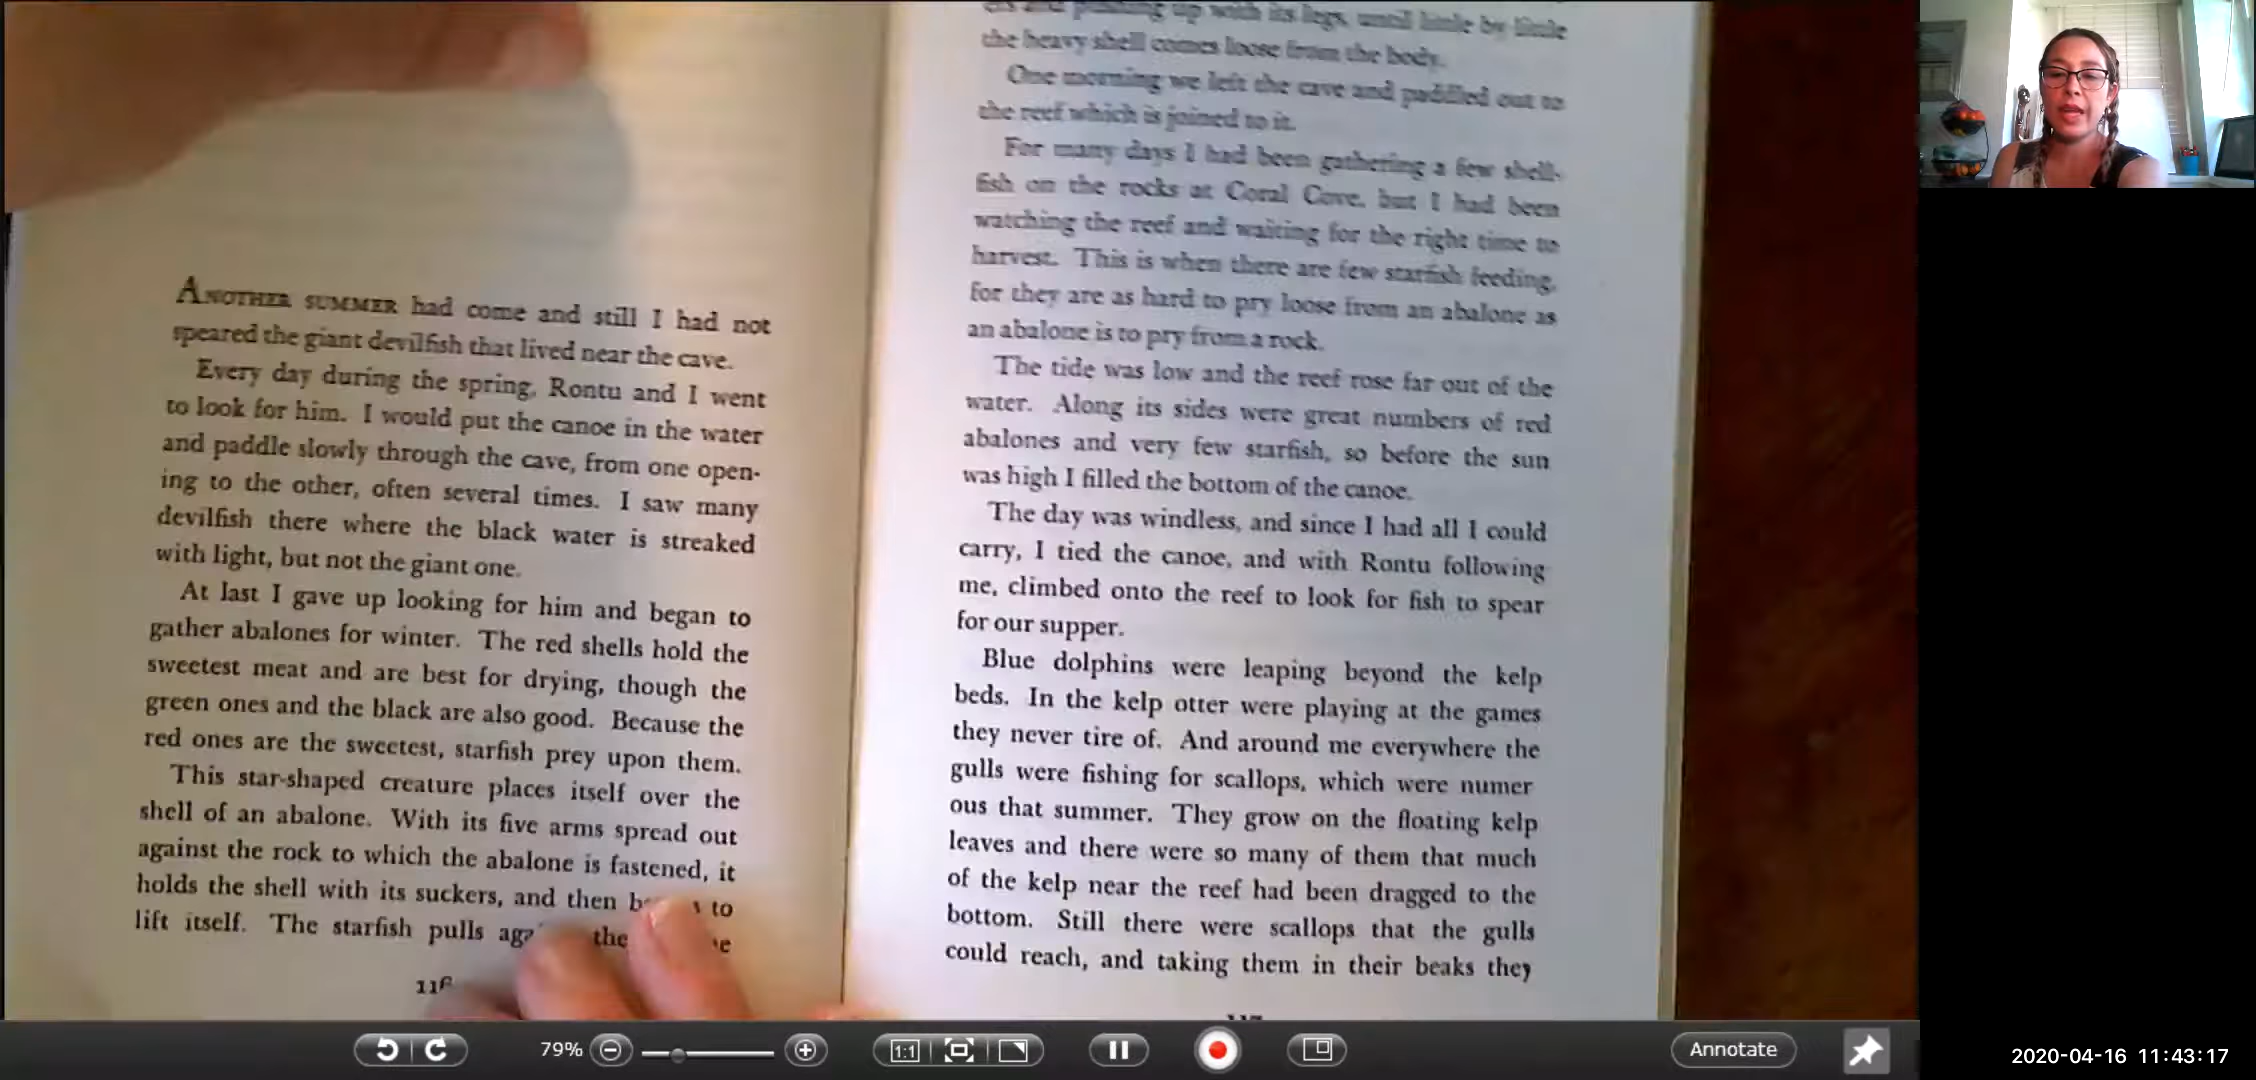 ANOTHER SUMMER had come and still I had not
speared the giant devilfish that lived near the cave.
Every day during the spring, Rontu and I went
to look for him. I would put the canoe in the water
and paddle slowly through the cave, from one open-
ing to the other, often several times. I saw many
devilfish there where the black water is streaked
with light, but not the giant one.
At last I gave up looking for him and began to
gather abalones for winter. The red shells hold the
sweetest meat and are best for drying, though the
green ones and the black are also good. Because the
red ones are the sweetest, starfish prey upon them.
This star-shaped creature places itself over the
shell of an abalone. With its five arms spread out
against the rock to which the abalone is fastened, it
holds the shell with its suckers, and then to
lift itself. The starfish pulls the
and pushing up with its legs, until little by little
the heavy shell comes loose from the body.
One morning we left the cave and paddled out to
the reef which is joined to it.
For many days I had been gathering a few shell-
fish on the rocks at Coral Cove, but I had been
watching the reef and waiting for the right time to
harvest. This is when there are few starfish feeding,
for they are as hard to pry loose from an abalone as
an abalone is to pry from a rock.
The tide was low and the reef rose far out of the
water. Along its sides were great numbers of red
abalones and very few starfish, so before the sun
was high I filled the bottom of the canoe.
The day was windless, and since I had all I could
carry, I tied the canoe, and with Rontu following
me, climbed onto the reef to look for fish to spear
for our supper.
Blue dolphins were leaping beyond the kelp
beds. In the kelp otter were playing at the games
they never tire of. And around me everywhere the
gulls were fishing for scallops, which were numer
ous that summer. They grow on the floating kelp
leaves and there were so many of them that much
of the kelp near the reef had been dragged to the
bottom. Still there were scallops that the gulls
could reach, and taking them in their beaks they
79%
1:1
Annotate
2020-04-16 11:43:17